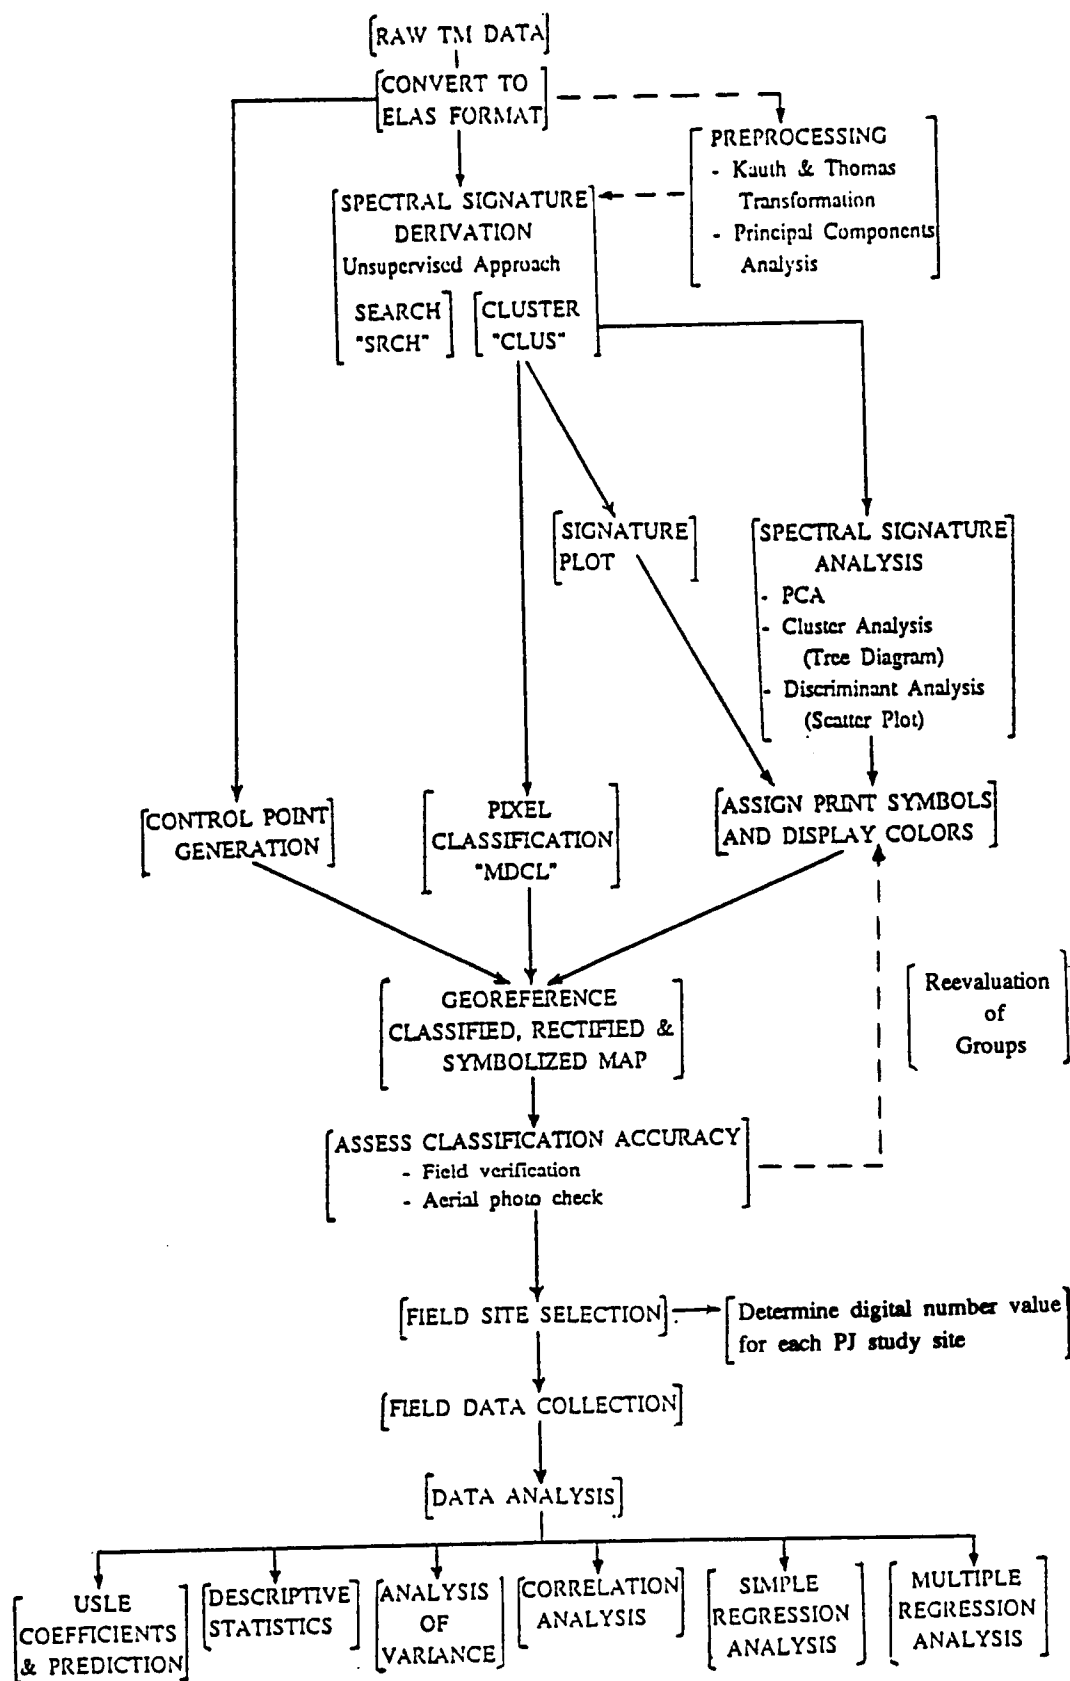 RAW TM DATA
CONVERT TO
ELAS FORMAT
PREPROCESSING
- Kauth & Thomas
Transformation
- Principal Components
Analysis
SPECTRAL SIGNATURE
DERIVATION
Unsupervised Approach
SEARCH
"SRCH"
CLUSTER
"CLUS"
SIGNATURE
PLOT
SPECTRAL SIGNATURE
ANALYSIS
- PCA
- Cluster Analysis
(Tree Diagram)
- Discriminant Analysis
(Scatter Plot)
CONTROL POINT
GENERATION
PIXEL
CLASSIFICATION
"MDCL"
ASSIGN PRINT SYMBOLS
AND DISPLAY COLORS
Reevaluation
of
Groups
GEOREFERENCE
CLASSIFIED, RECTIFIED &
SYMBOLIZED MAP
ASSESS CLASSIFICATION ACCURACY
- Field verification
- Aerial photo check
FIELD SITE SELECTION
Determine digital number value
for each PJ study site
FIELD DATA COLLECTION
DATA ANALYSIS
USLE
COEFFICIENTS
& PREDICTION
DESCRIPTIVE
STATISTICS
ANALYSIS
OF
VARIANCE
CORRELATION
ANALYSIS
SIMPLE
REGRESSION
ANALYSIS
MULTIPLE
REGRESSION
ANALYSIS